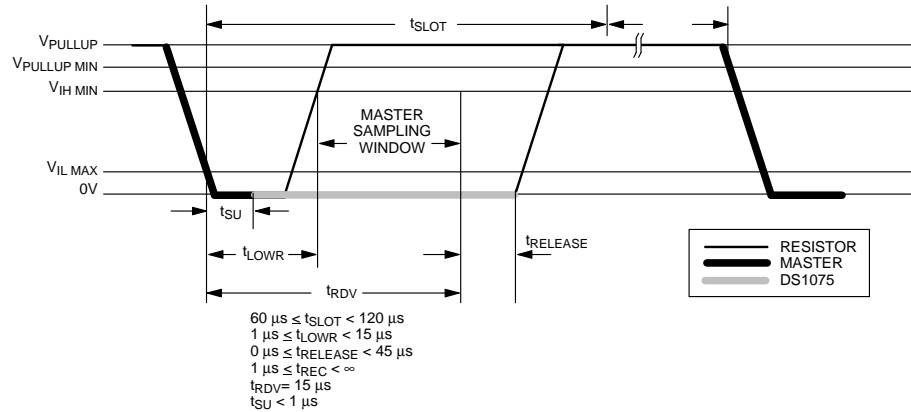 tSLOT
VPULLUP
VPULLUP MIN
VIH MIN
MASTER
SAMPLING
WINDOW
VIL MAX
0V
tSU
tLOWR
tRELEASE
tRDV
RESISTOR
MASTER
DS1075
60 μs ≤ tSLOT < 120 μs
1 μs ≤ tLOWR < 15 μs
0 μs ≤ tRELEASE < 45 μs
1 μs ≤ tREC < ∞
tRDV= 15 μs
tSU < 1 μs